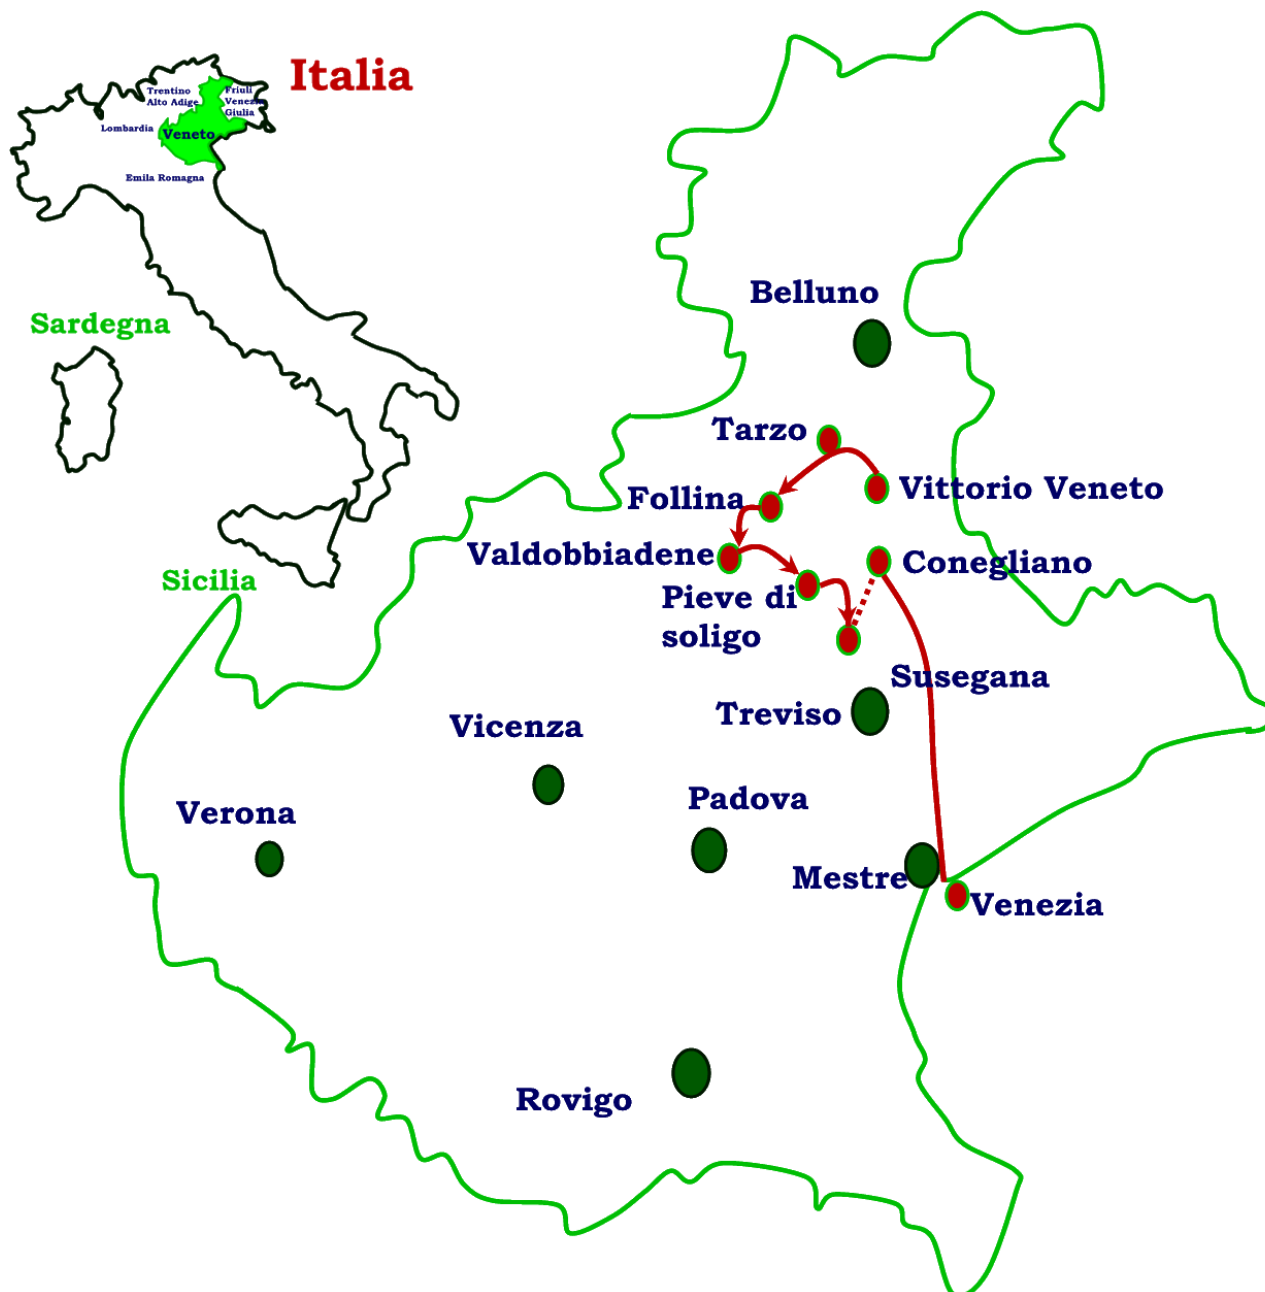 Italia
Trentino
Alto Adige
Friuli
Venezia
Giulia
Lombardia
Veneto
Emila Romagna
Sardegna
Sicilia
Belluno
Tarzo
Vittorio Veneto
Follina
Valdobbiadene
Conegliano
Pieve di
soligo
Susegana
Treviso
Vicenza
Padova
Verona
Mestre
Venezia
Rovigo